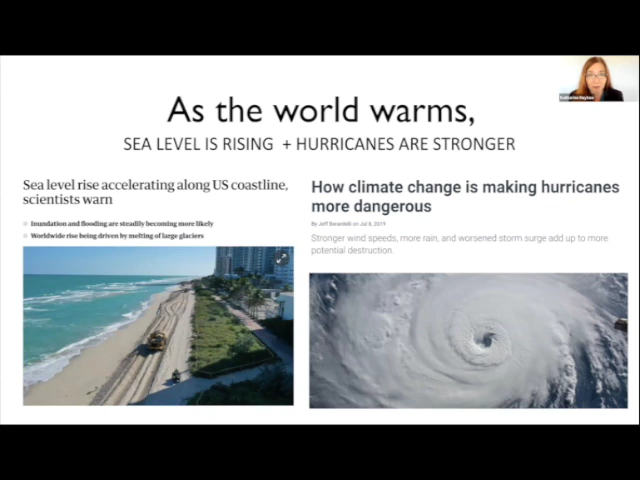 Katharine Hayhoe
As the world warms,
SEA LEVEL IS RISING + HURRICANES ARE STRONGER
Sea level rise accelerating along US coastline,
scientists warn
Inundation and flooding are steadily becoming more likely
Worldwide rise being driven by melting of large glaciers
How climate change is making hurricanes
more dangerous
By Jeff Berardelli on Jul 8, 2019
Stronger wind speeds, more rain, and worsened storm surge add up to more
potential destruction.